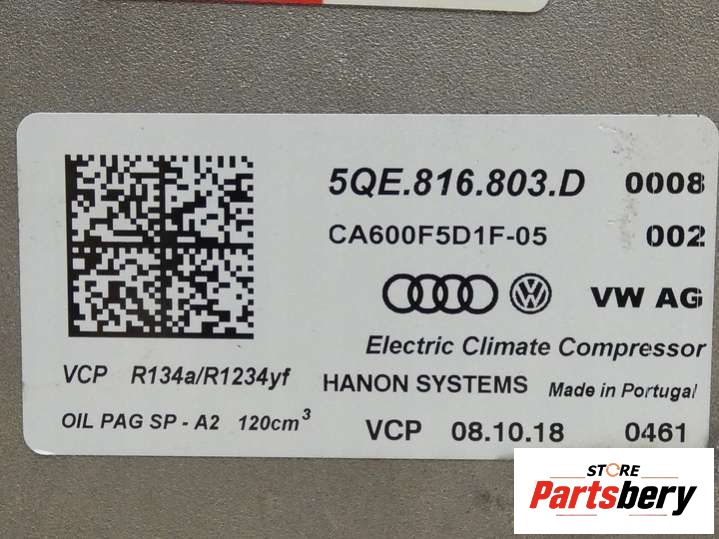 5QE.816.803.D 0008
CA600F5D1F-05 002
VW AG
Electric Climate Compressor
VCP R134a/R1234yf HANON SYSTEMS Made in Portugal
OIL PAG SP - A2 120cm³ VCP 08.10.18 0461
STORE
Partsbery